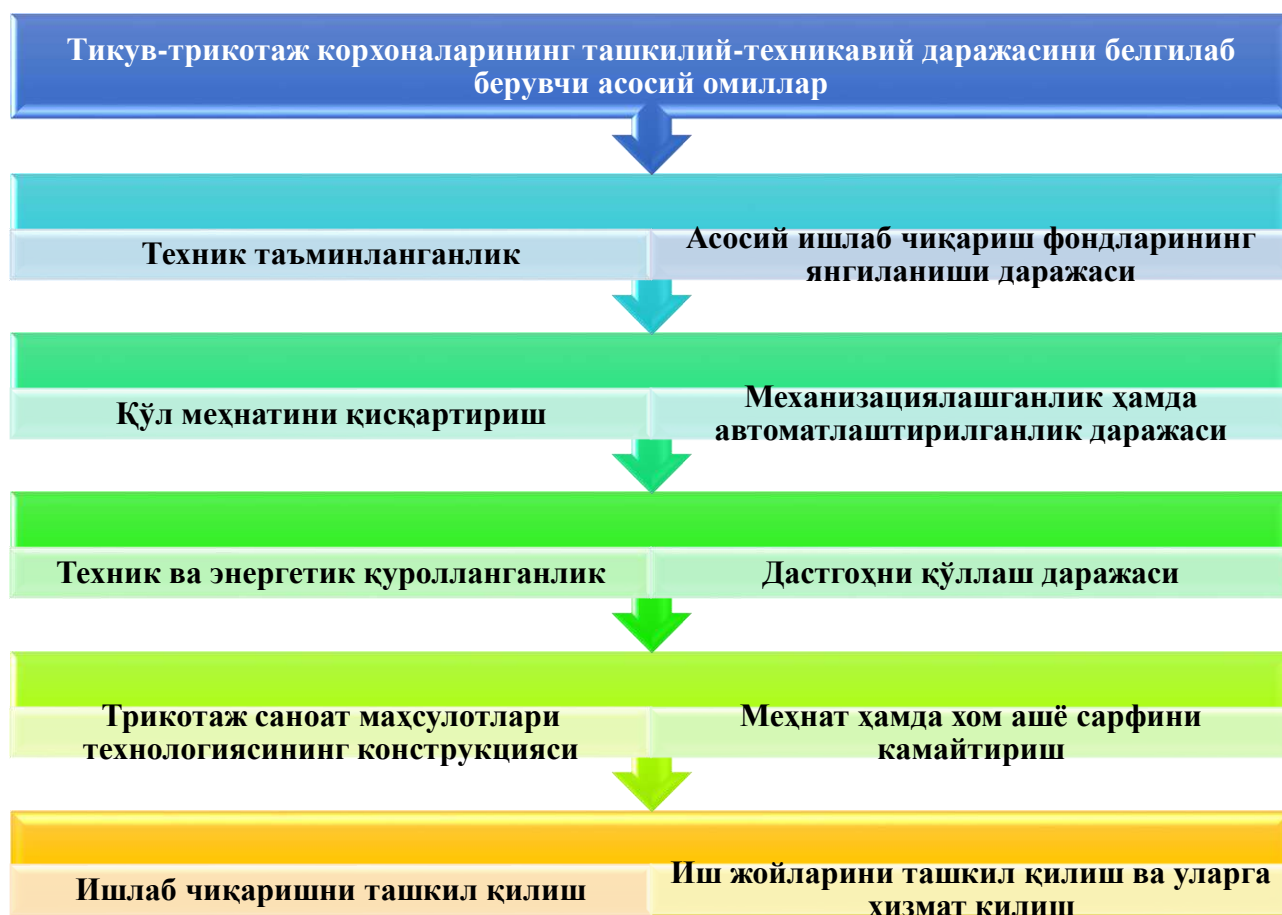 Тикув-трикотаж корхоналарининг ташкилий-техникавий даражасини белгилаб
берувчи асосий омиллар
Техник таъминланганлик
Асосий ишлаб чиқариш фондларининг
янгиланиши даражаси
Қўл меҳнатини қисқартириш
Механизациялашганлик ҳамда
автоматлаштирилганлик даражаси
Техник ва энергетик қуролланганлик
Дастгоҳни қўллаш даражаси
Трикотаж саноат маҳсулотлари
технологиясининг конструкцияси
Меҳнат ҳамда хом ашё сарфини
камайтириш
Ишлаб чиқаришни ташкил қилиш
Иш жойларини ташкил қилиш ва уларга
хизмат қилиш